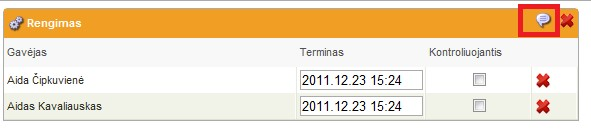 Rengimas
Gavėjas Terminas Kontroliuojantis
Aida Čipkuvienė 2011.12.23 15:24
Aidas Kavaliauskas 2011.12.23 15:24